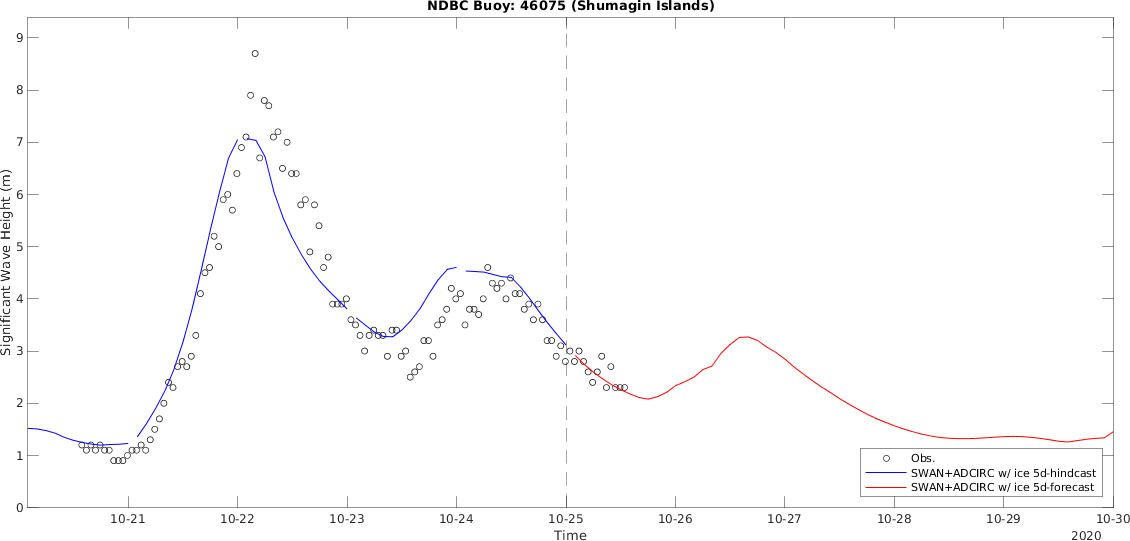 NDBC Buoy: 46075 (Shumagin Islands)
9
8
7
6
5
4
3
2
1
0
Significant Wave Height (m)
10-21 10-22 10-23 10-24 10-25 10-26 10-27 10-28 10-29 10-30
Time
2020
Obs.
SWAN+ADCIRC w/ ice 5d-hindcast
SWAN+ADCIRC w/ ice 5d-forecast